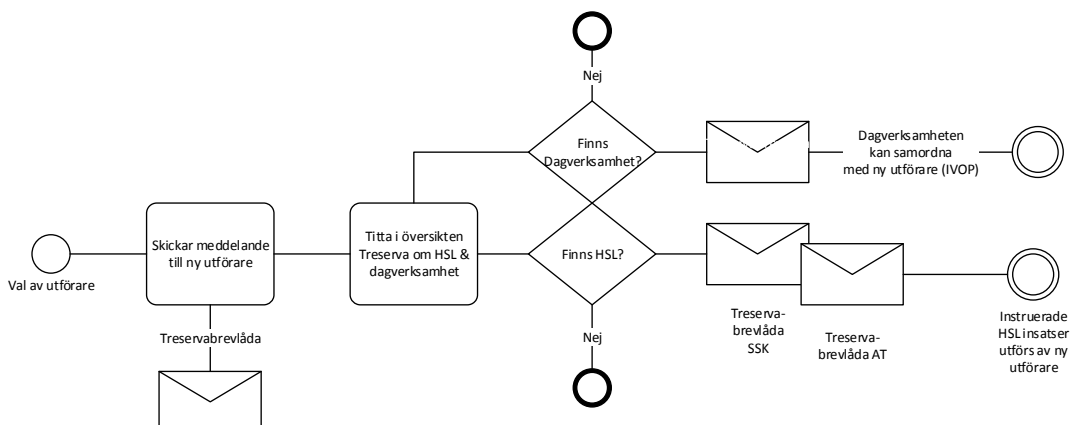 Nej
Finns
Dagverksamhet?
Dagverksamheten
kan samordna
med ny utförare (IVOP)
Val av utförare
Skickar meddelande
till ny utförare
Treservabrevlåda
Titta i översikten
Treserva om HSL &
dagverksamhet
Finns HSL?
Nej
Treserva-
brevlåda
SSK
Treserva-
brevlåda AT
Instruerade
HSL insatser
utförs av ny
utförare